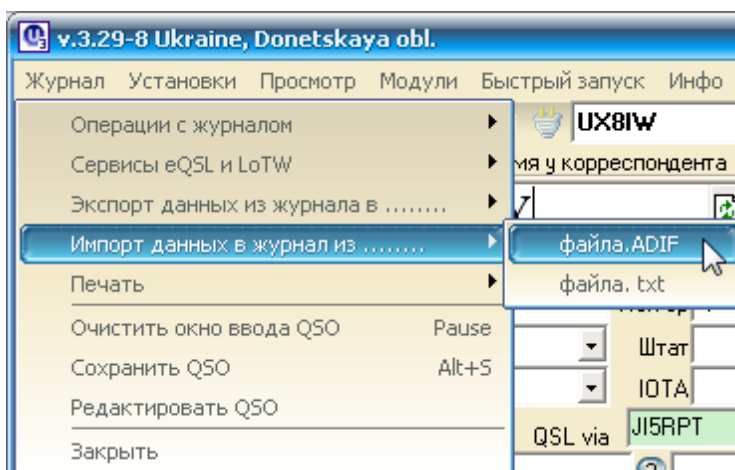 v.3.29-8 Ukraine, Donetskaya obl.
Журнал Установки Просмотр Модули Быстрый запуск Инфо
Операции с журналом
UX8IW
Сервисы eQSL и LoTW
мя у корреспондента
Экспорт данных из журнала в ........
Импорт данных в журнал из ........
файла.ADIF
Печать
файла. txt
Очистить окно ввода QSO Pause
Штат
Сохранить QSO Alt+S
IOTA
Редактировать QSO
QSL via JI5RPT
Закрыть